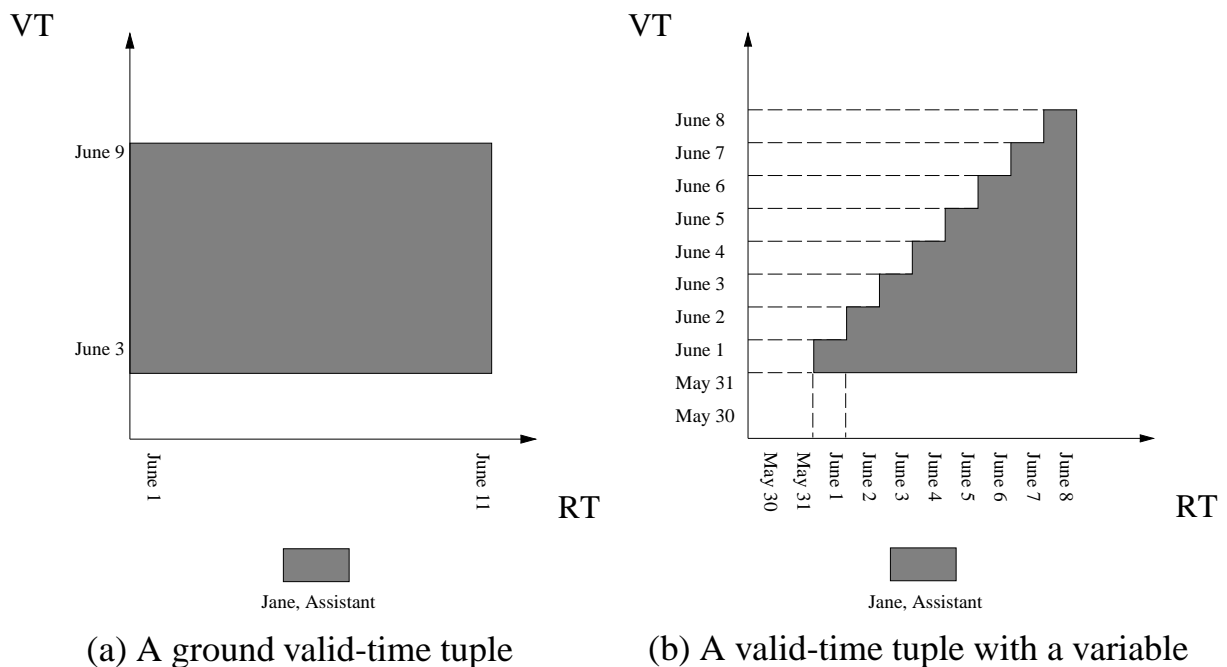 VT
June 9
June 3
June 1
June 11
RT
Jane, Assistant
(a) A ground valid-time tuple
VT
June 8
June 7
June 6
June 5
June 4
June 3
June 2
June 1
May 31
May 30
May 30
May 31
June 1
June 2
June 3
June 4
June 5
June 6
June 7
June 8
RT
Jane, Assistant
(b) A valid-time tuple with a variable